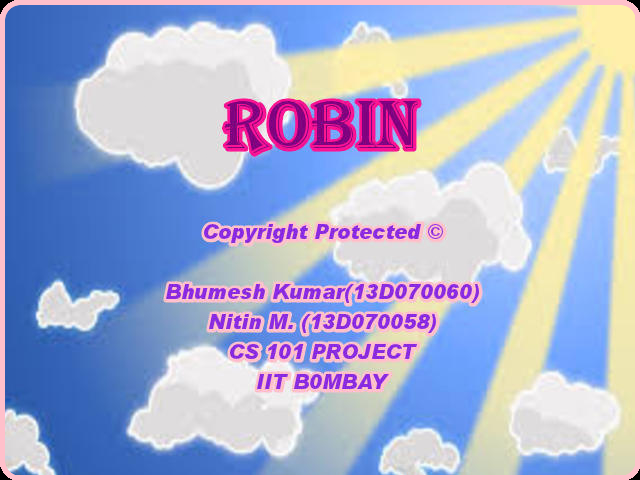 ROBIN
Copyright Protected ©
Bhumesh Kumar(13D070060)
Nitin M. (13D070058)
CS 101 PROJECT
IIT B0MBAY